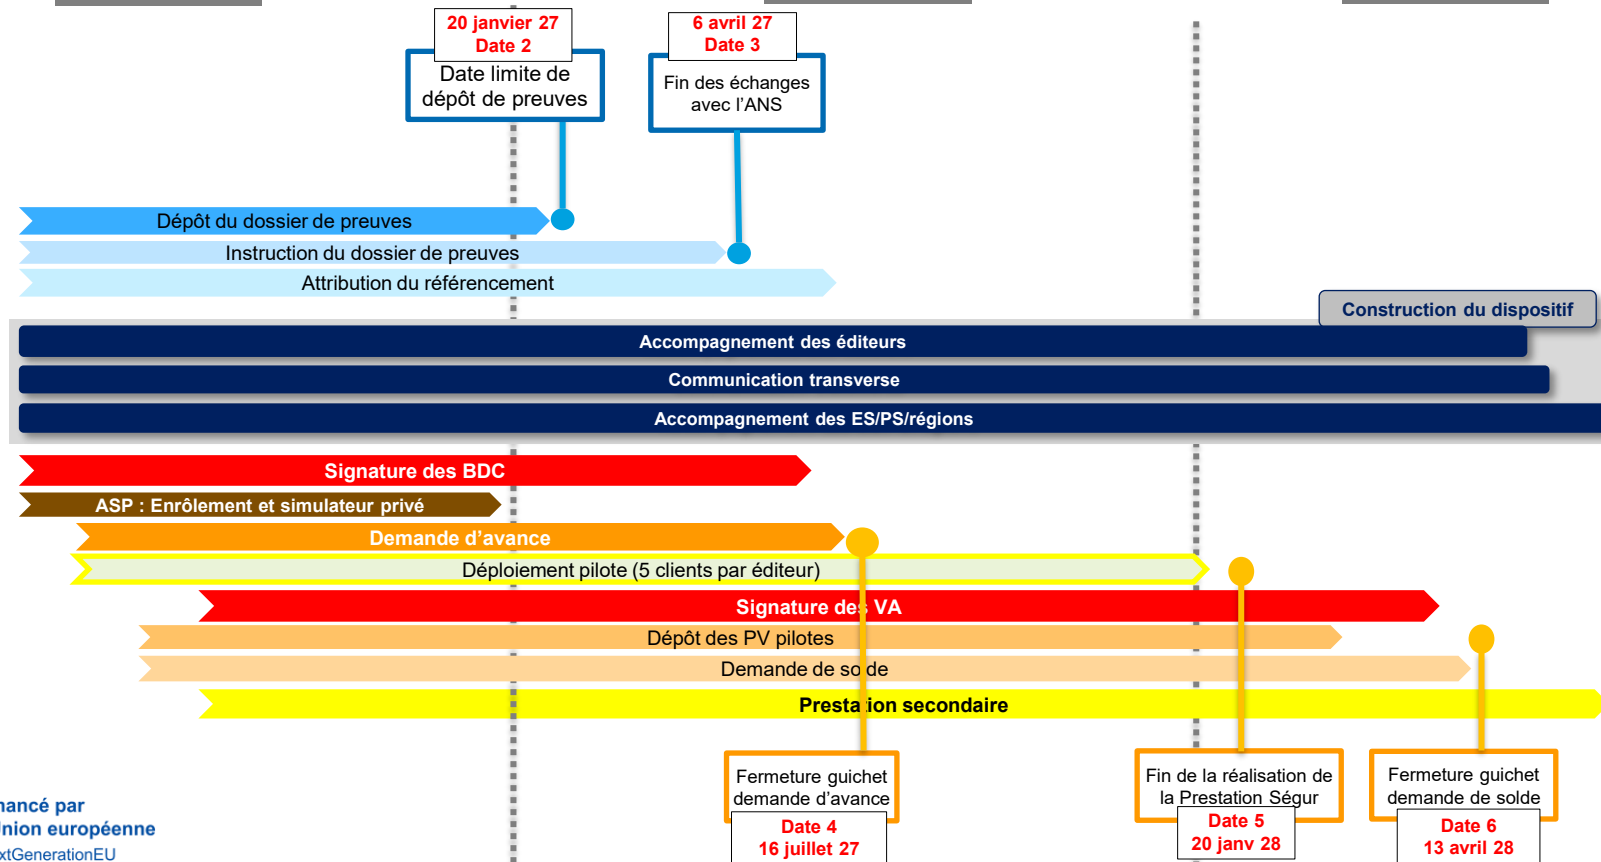 20 janvier 27
Date 2
Date limite de
dépôt de preuves
6 avril 27
Date 3
Fin des échanges
avec l'ANS
Dépôt du dossier de preuves
Instruction du dossier de preuves
Attribution du référencement
Construction du dispositif
Accompagnement des éditeurs
Communication transverse
Accompagnement des ES/PS/régions
Signature des BDC
ASP : Enrôlement et simulateur privé
Demande d'avance
Déploiement pilote (5 clients par éditeur)
Signature des VA
Dépôt des PV pilotes
Demande de solde
Prestation secondaire
Fermeture guichet
demande d'avance
Date 4
16 juillet 27
Fin de la réalisation de
la Prestation Ségur
Date 5
20 janv 28
Fermeture guichet
demande de solde
Date 6
13 avril 28
par
européenne